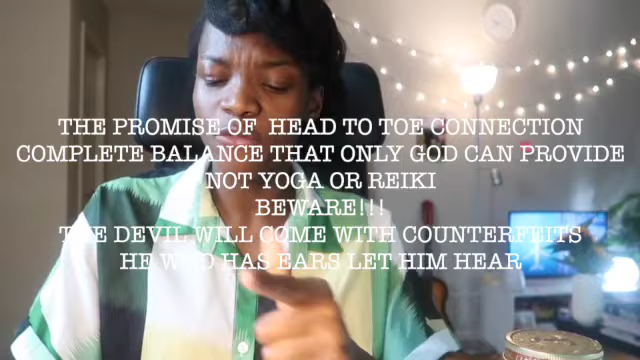 THE PROMISE OF HEAD TO TOE CONNECTION
COMPLETE BALANCE THAT ONLY GOD CAN PROVIDE
NOT YOGA OR REIKI
BEWARE!!!
THE DEVIL WILL COME WITH COUNTERFEITS
HE WHO HAS EARS LET HIM HEAR